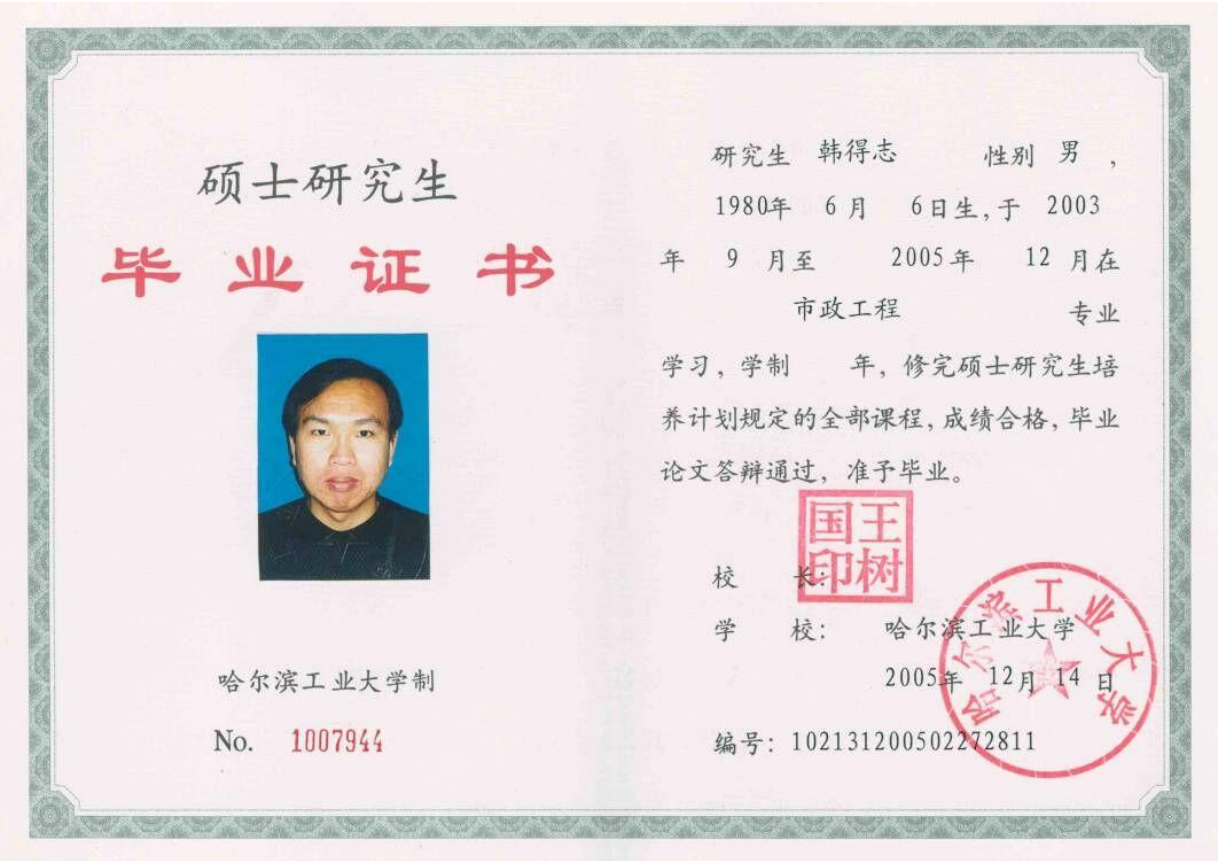 硕士研究生
毕业证书
哈尔滨工业大学制
No. 1007944
研究生 韩得志 性别 男 ,
1980年 6月 6日生,于 2003
年 9 月至 2005年 12 月在
市政工程 专业
学习,学制 年,修完硕士研究生培
养计划规定的全部课程,成绩合格,毕业
论文答辩通过,准予毕业。
王树国印
校 长:
学 校: 哈尔滨工业大学
2005年 12月 14 日
哈尔滨工业大学
编号: 102131200502272811